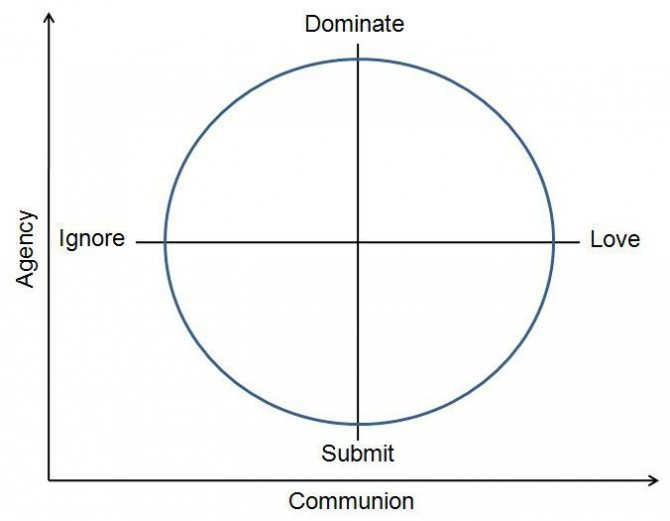 Dominate
Agency
Ignore
Love
Submit
Communion